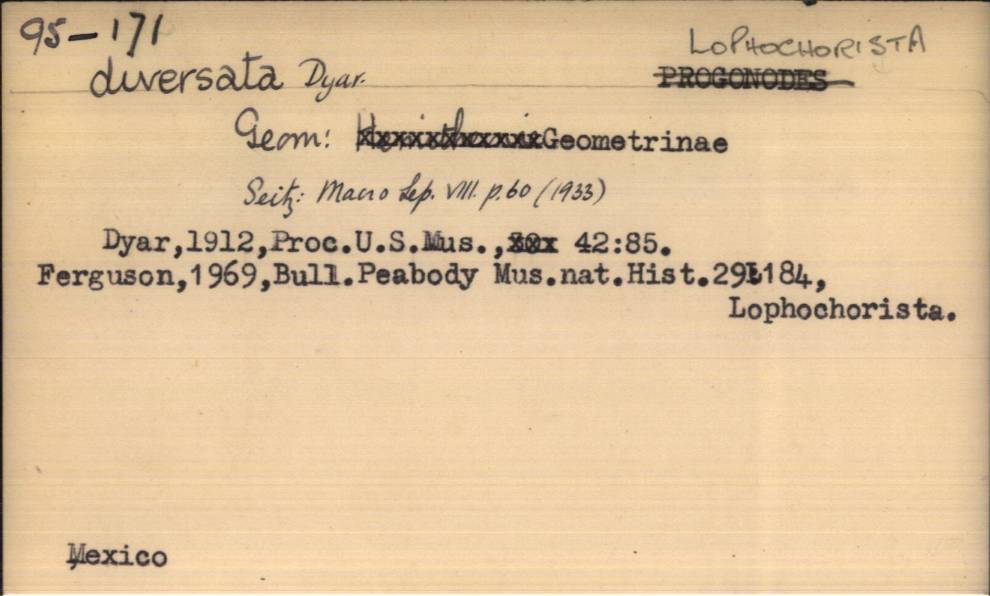 95-171
LOPHOCHORISTA
diversata Dyar.
PROGONODES
Geom: Geometrinae
Seitz: Macro Lep. VIII. p.60 (1933)
Dyar,1912,Proc.U.S.Mus., 42:85.
Ferguson,1969,Bull.Peabody Mus.nat.Hist.29:184,
Lophochorista.
Mexico